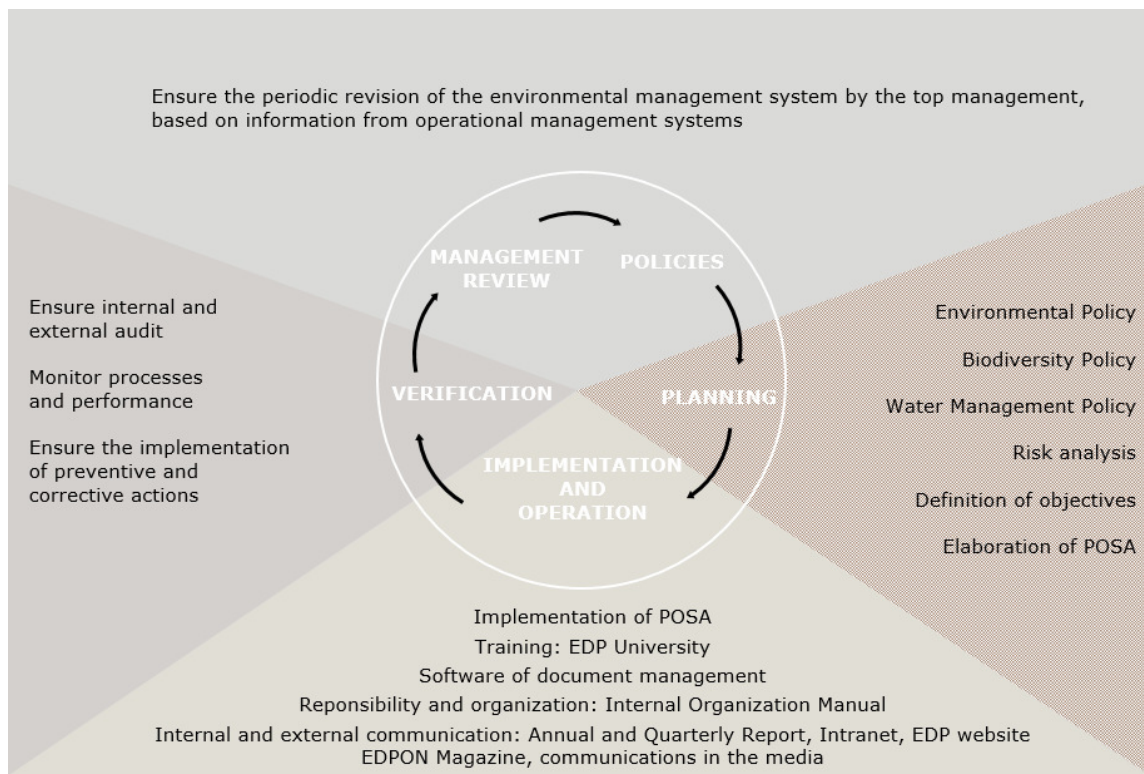 Ensure the periodic revision of the environmental management system by the top management,
based on information from operational management systems
MANAGEMENT
REVIEW
POLICIES
VERIFICATION
PLANNING
IMPLEMENTATION
AND
OPERATION
Ensure internal and
external audit
Monitor processes
and performance
Ensure the implementation
of preventive and
corrective actions
Environmental Policy
Biodiversity Policy
Water Management Policy
Risk analysis
Definition of objectives
Elaboration of POSA
Implementation of POSA
Training: EDP University
Software of document management
Reponsibility and organization: Internal Organization Manual
Internal and external communication: Annual and Quarterly Report, Intranet, EDP website
EDPON Magazine, communications in the media